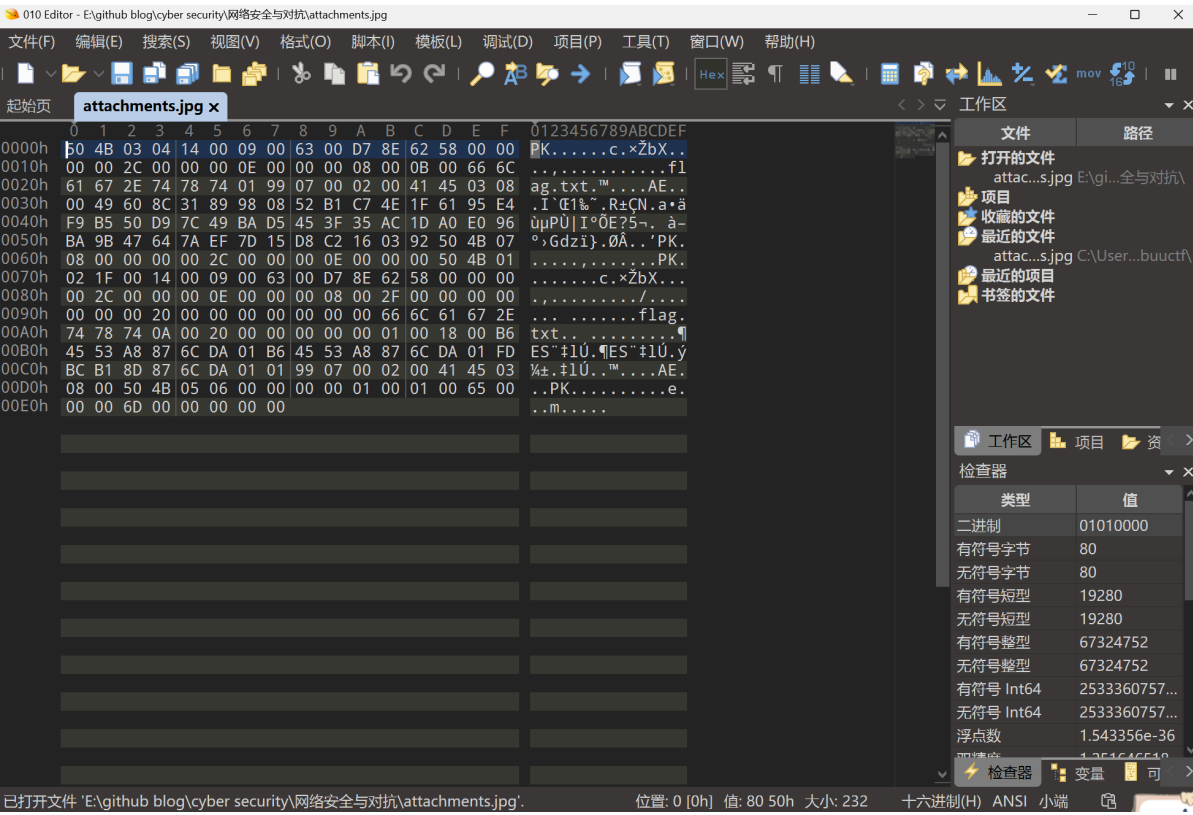 010 Editor - E:\github blog\cyber security\网络安全与对抗\attachments.jpg
文件(F) 编辑(E) 搜索(S) 视图(V) 格式(O) 脚本(I) 模板(L) 调试(D) 项目(P) 工具(T) 窗口(W) 帮助(H)
Hex mov
起始页 attachments.jpg ×
工作区
0 1 2 3 4 5 6 7 8 9 A B C D E F 0123456789ABCDEF
0000h 50 4B 03 04 14 00 09 00 63 00 D7 8E 62 58 00 00 PK......c.×ŽbX..
0010h 00 00 2C 00 00 00 0E 00 00 00 08 00 0B 00 66 6C ..,...........fl
0020h 61 67 2E 74 78 74 01 99 07 00 02 00 41 45 03 08 ag.txt.™....AE..
0030h 00 49 60 8C 31 89 98 08 52 B1 C7 4E 1F 61 95 E4 .I`Œ1‰˜.R±ÇN.a•ä
0040h F9 B5 50 D9 7C 49 BA D5 45 3F 35 AC 1D A0 E0 96 ùµPÙ|IºÕE?5¬. à–
0050h BA 9B 47 64 7A EF 7D 15 D8 C2 16 03 92 50 4B 07 º›Gdzï}.ØÂ..’PK.
0060h 08 00 00 00 00 2C 00 00 00 0E 00 00 00 50 4B 01 .....,.......PK.
0070h 02 1F 00 14 00 09 00 63 00 D7 8E 62 58 00 00 00 .......c.×ŽbX...
0080h 00 2C 00 00 00 0E 00 00 00 08 00 2F 00 00 00 00 .,........./....
0090h 00 00 00 20 00 00 00 00 00 00 00 66 6C 61 67 2E ... .......flag.
00A0h 74 78 74 0A 00 20 00 00 00 00 00 01 00 18 00 B6 txt.. .........¶
00B0h 45 53 A8 87 6C DA 01 B6 45 53 A8 87 6C DA 01 FD ES¨‡lÚ.¶ES¨‡lÚ.ý
00C0h BC B1 8D 87 6C DA 01 01 99 07 00 02 00 41 45 03 ¼±.‡lÚ..™....AE.
00D0h 08 00 50 4B 05 06 00 00 00 00 01 00 01 00 65 00 ..PK..........e.
00E0h 00 00 6D 00 00 00 00 00 ..m.....
文件 路径
打开的文件
attac...s.jpg E:\gi...全与对抗\
项目
收藏的文件
最近的文件
attac...s.jpg C:\User...buuctf\
最近的项目
书签的文件
工作区 项目 资
检查器
类型 值
二进制 01010000
有符号字节 80
无符号字节 80
有符号短型 19280
无符号短型 19280
有符号整型 67324752
无符号整型 67324752
有符号 Int64 2533360757...
无符号 Int64 2533360757...
浮点数 1.543356e-36
检查器 变量 可
已打开文件 'E:\github blog\cyber security\网络安全与对抗\attachments.jpg'. 位置: 0 [0h] 值: 80 50h 大小: 232 十六进制(H) ANSI 小端